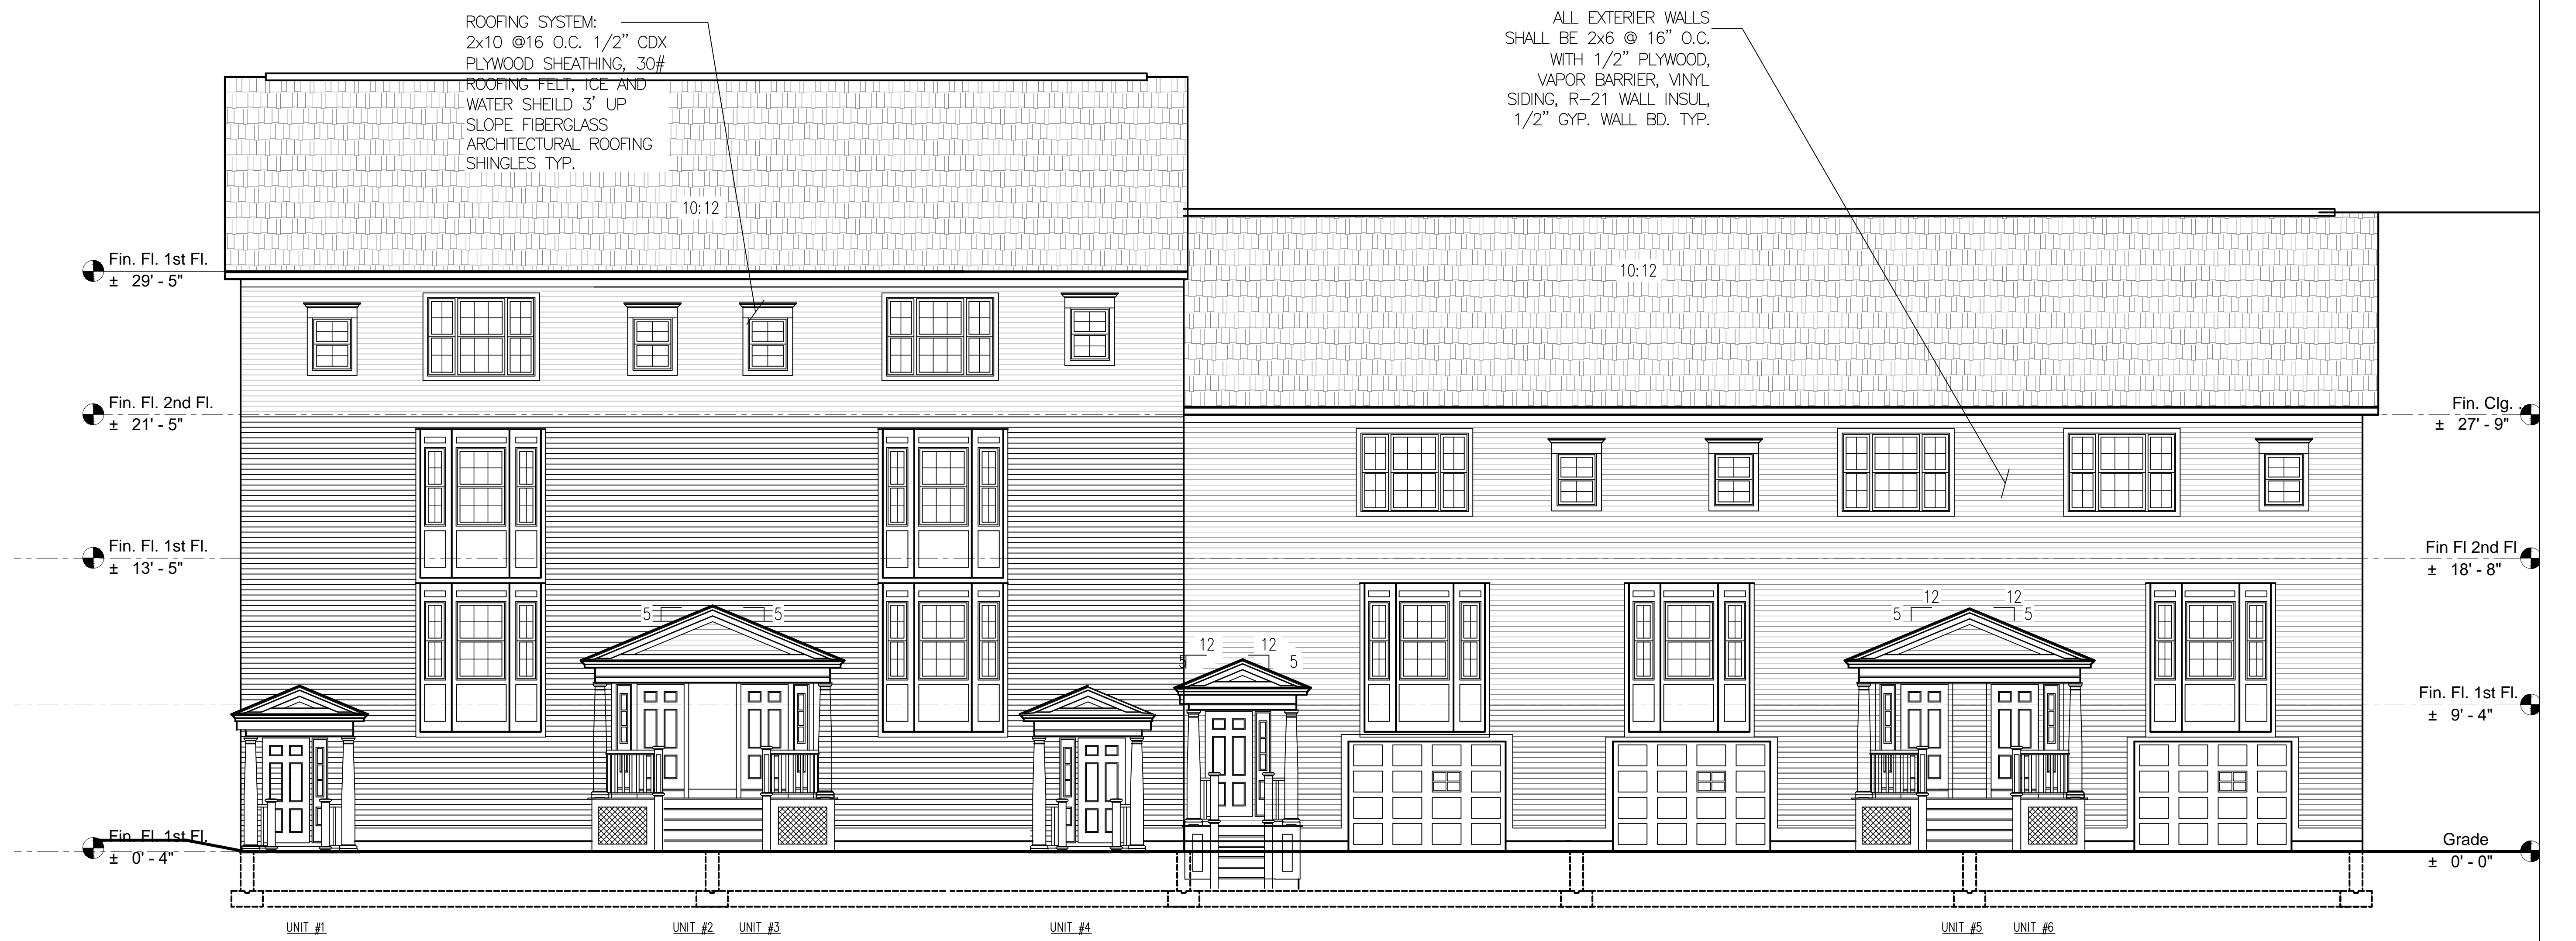 ROOFING SYSTEM:
2x10 @16 O.C. 1/2" CDX
PLYWOOD SHEATHING, 30#
ROOFING FELT, ICE AND
WATER SHEILD 3' UP
SLOPE FIBERGLASS
ARCHITECTURAL ROOFING
SHINGLES TYP.
ALL EXTERIER WALLS
SHALL BE 2x6 @ 16" O.C.
WITH 1/2" PLYWOOD,
VAPOR BARRIER, VINYL
SIDING, R-21 WALL INSUL,
1/2" GYP. WALL BD. TYP.
10:12
10:12
Fin. Fl. 1st Fl.
± 29' - 5"
Fin. Fl. 2nd Fl.
± 21' - 5"
Fin. Fl. 1st Fl.
± 13' - 5"
Fin. Fl. 1st Fl.
± 0' - 4"
Fin. Clg.
± 27' - 9"
Fin Fl 2nd Fl
± 18' - 8"
Fin. Fl. 1st Fl.
± 9' - 4"
Grade
± 0' - 0"
5 5
12 12
5 5
12 12
5 5
UNIT #1
UNIT #2
UNIT #3
UNIT #4
UNIT #5
UNIT #6